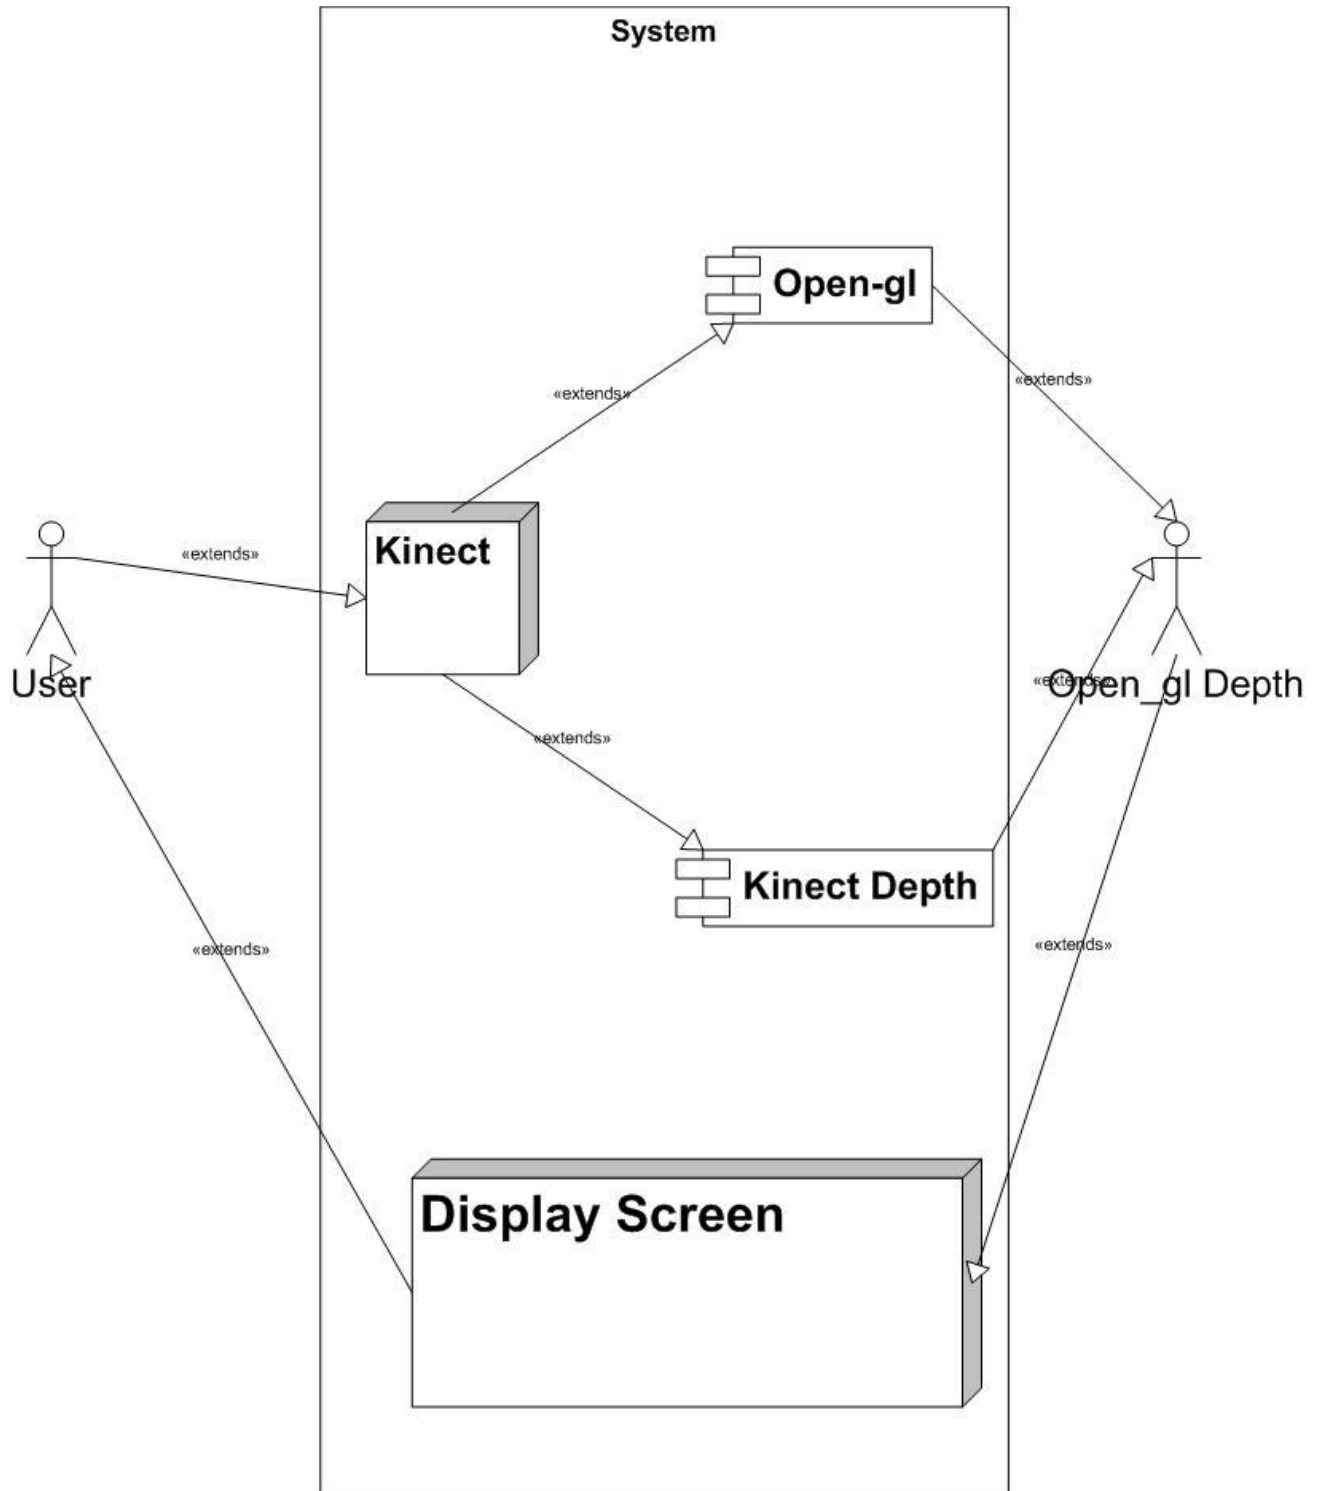 System
Open-gl
«extends»
«extends»
Kinect
«extends»
User
«extends»
Open_gl Depth
«extends»
Kinect Depth
«extends»
«extends»
Display Screen